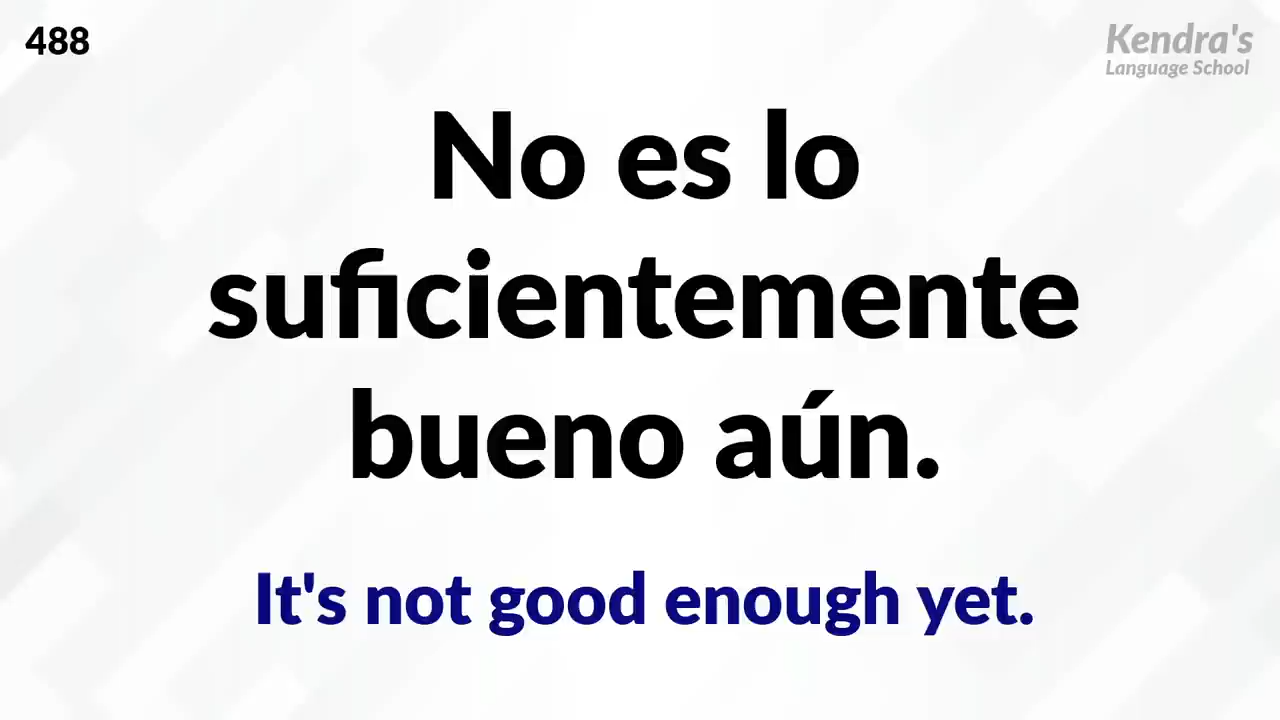 488
Kendra's
Language School
No es lo
suficientemente
bueno aún.
It's not good enough yet.